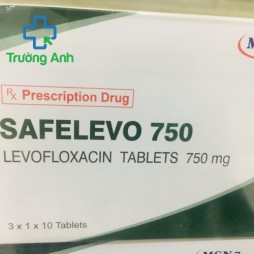 Trường Anh
Rx Prescription Drug
SAFELEVO 750
LEVOFLOXACIN TABLETS 750 mg
3 x 1 x 10 Tablets